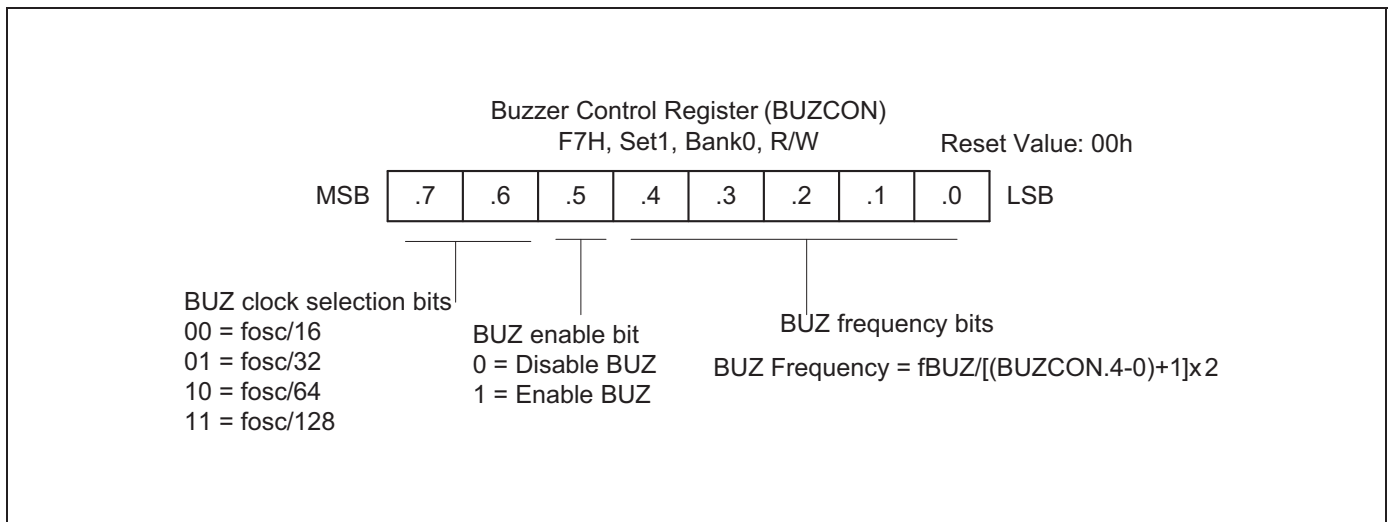 Buzzer Control Register (BUZCON)
F7H, Set1, Bank0, R/W
Reset Value: 00h
MSB .7 .6 .5 .4 .3 .2 .1 .0 LSB
BUZ clock selection bits
00 = fosc/16
01 = fosc/32
10 = fosc/64
11 = fosc/128
BUZ enable bit
0 = Disable BUZ
1 = Enable BUZ
BUZ frequency bits
BUZ Frequency = fBUZ/[(BUZCON.4-0)+1]x2